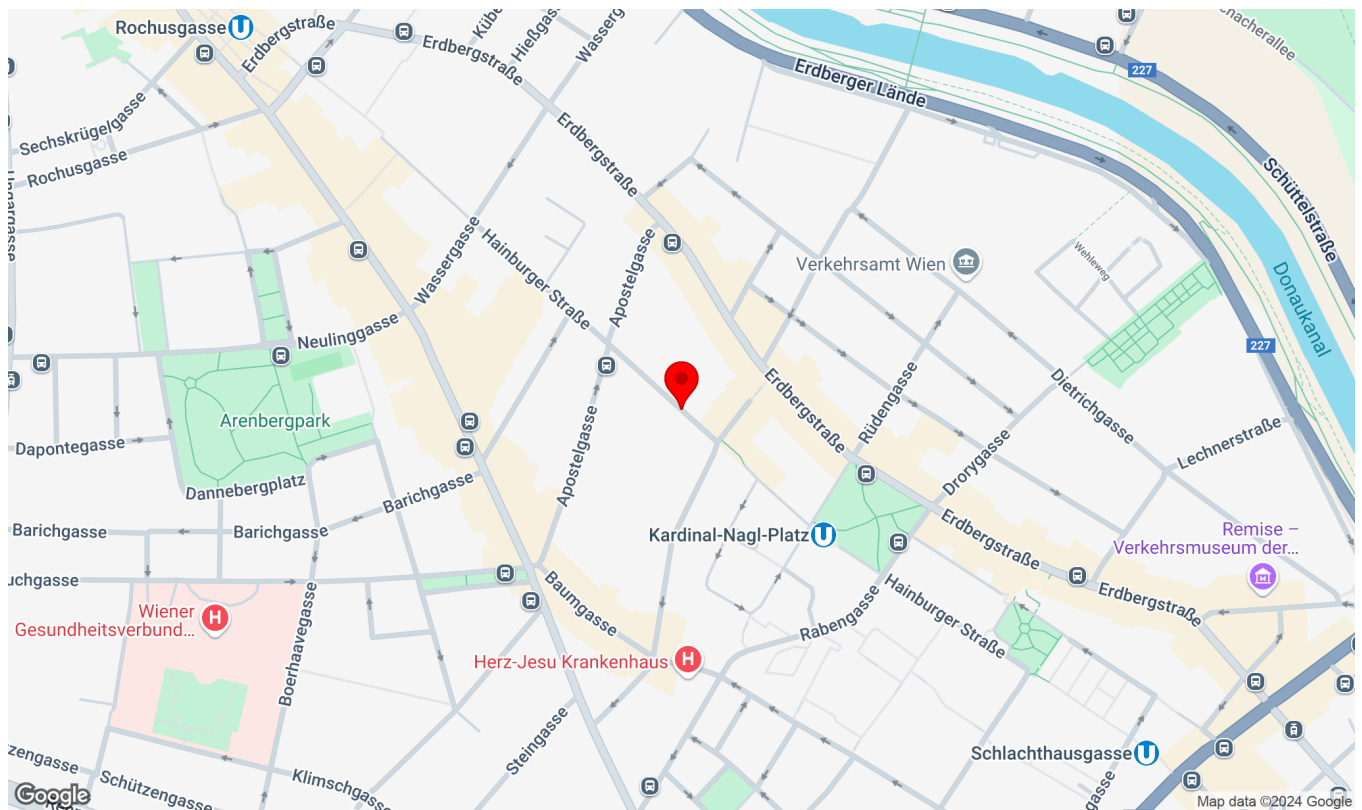 Rochusgasse
Erdbergstraße
Hießgasse
Wassergasse
Erdbergstraße
Erdberger Lände
227
Sechskrügelgasse
Rochusgasse
Erdbergstraße
Schüttelstraße
Wassergasse
Hainburger Straße
Apostelgasse
Verkehrsamt Wien
Wehleweg
Donaukanal
Neulinggasse
227
Arenbergpark
Erdbergstraße
Rüdengasse
Dietrichgasse
Dapontegasse
Dannebergplatz
Apostelgasse
Drorygasse
Lechnerstraße
Barichgasse
Barichgasse
Barichgasse
Kardinal-Nagl-Platz
Erdbergstraße
Remise –
Verkehrsmuseum der...
Baumgasse
Hainburger Straße
Erdbergstraße
Wiener
Gesundheitsverbund...
Boerhaavegasse
Rabengasse
Herz-Jesu Krankenhaus
Steingasse
Schlachthausgasse
Schützengasse
Klimschgasse
Google
Map data ©2024 Google